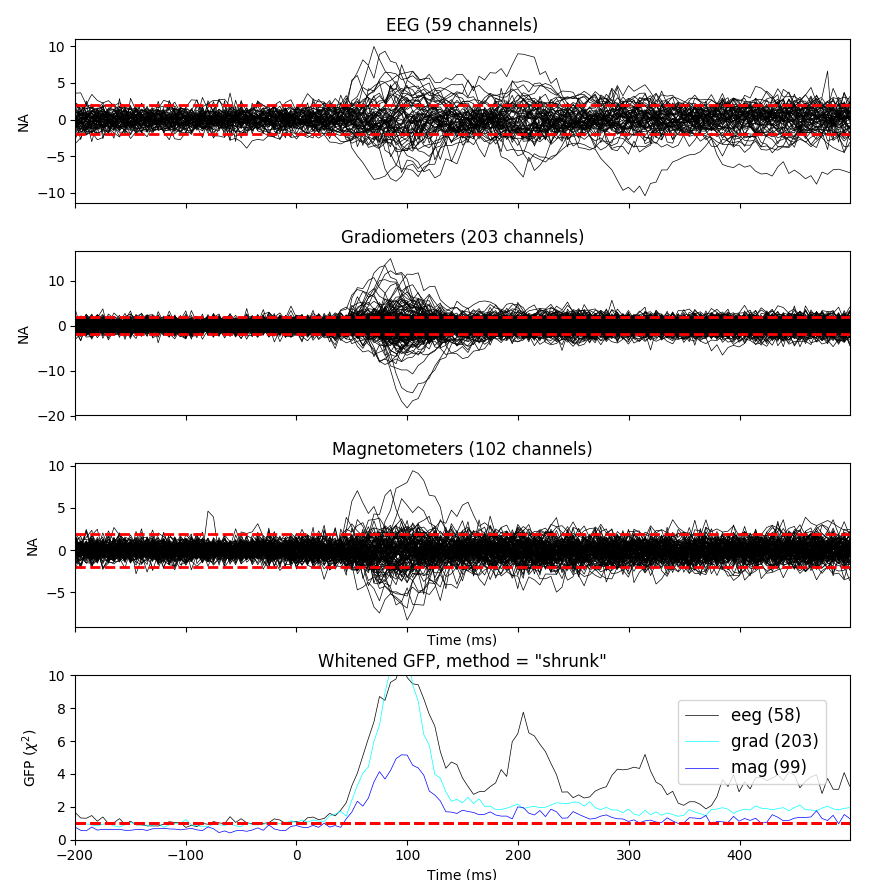 EEG (59 channels)
10
5
0
−5
−10
NA
Gradiometers (203 channels)
10
0
−10
−20
NA
Magnetometers (102 channels)
10
5
0
−5
NA
Time (ms)
Whitened GFP, method = "shrunk"
10
8
6
4
2
0
GFP (χ²)
eeg (58)
grad (203)
mag (99)
−200 −100 0 100 200 300 400
Time (ms)